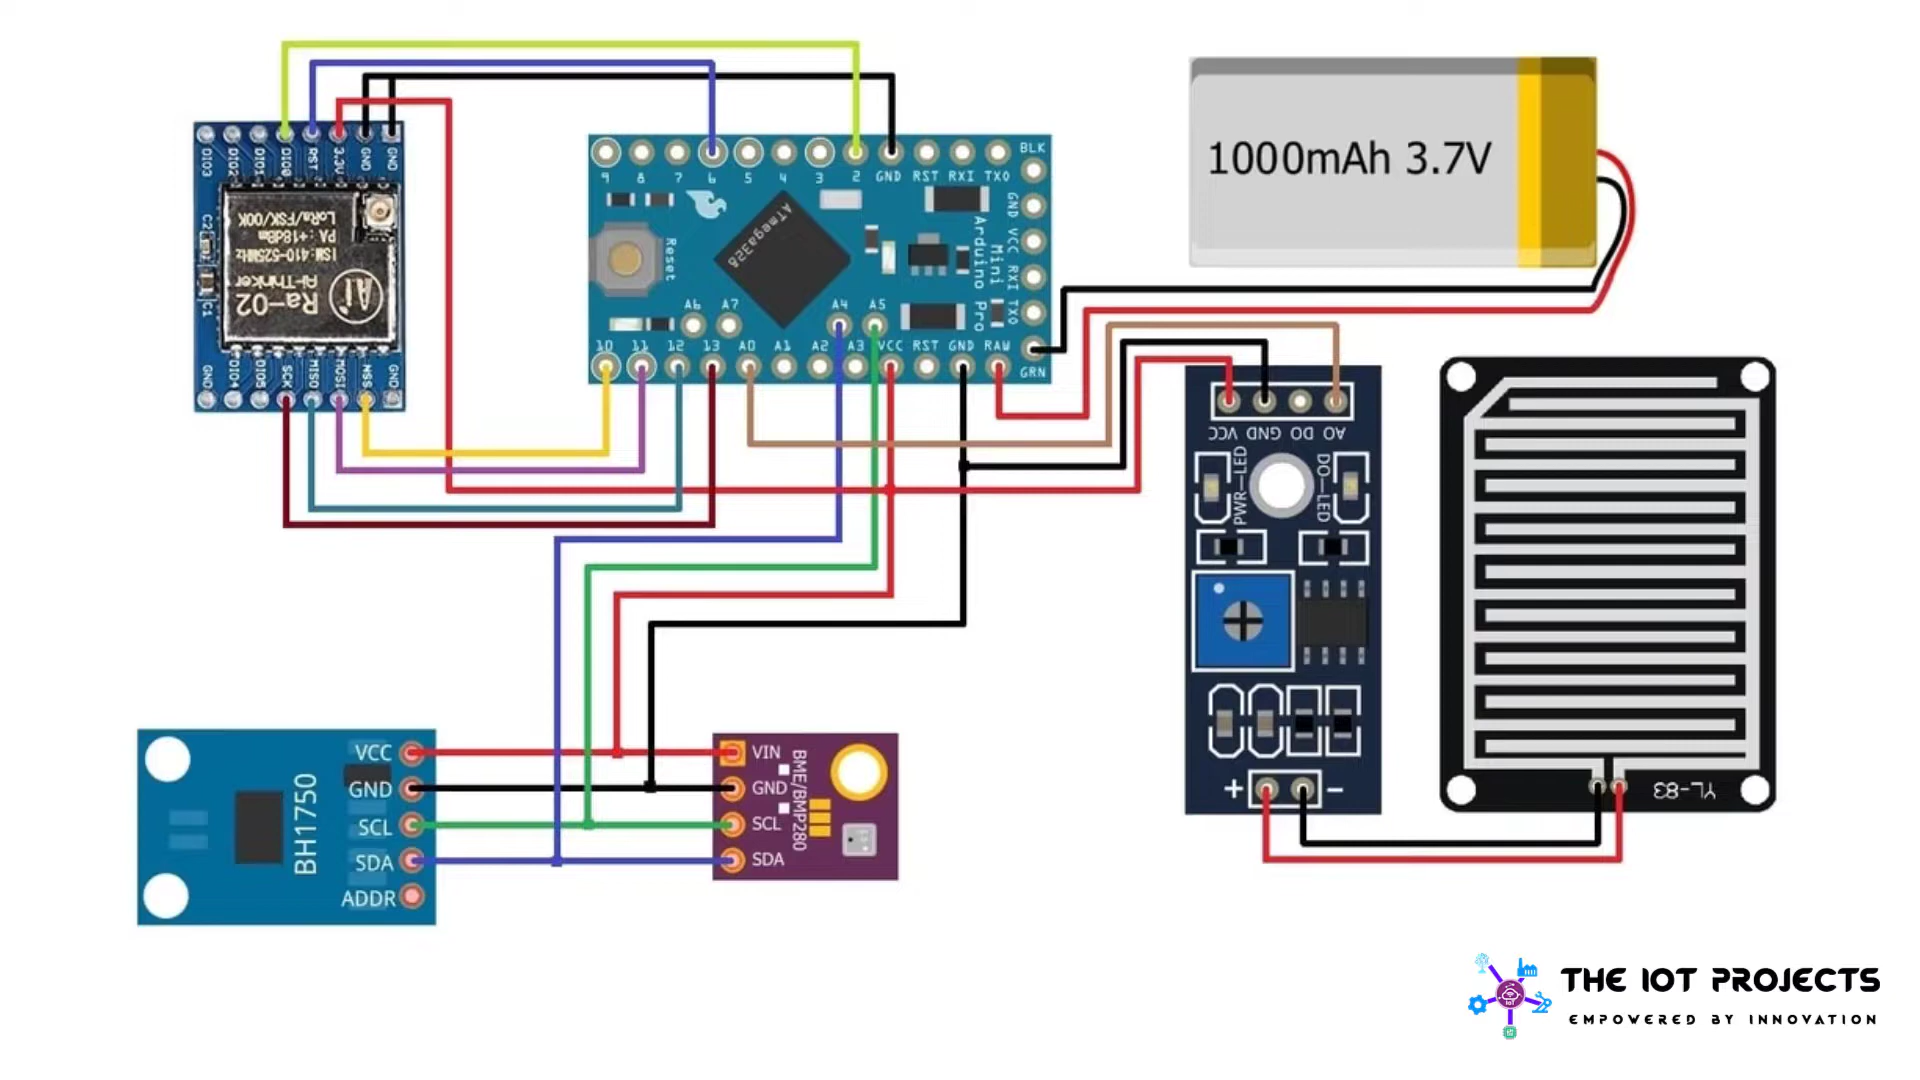 DIO3 DIO2 DIO1 DIO0 RST 3.3V GND GND
C2
C1
LoRa/FSK/OOK
PA : +18dBm
ISM:410-525MHz
Ai-Thinker
Ra-02
Ai
GND DIO4 DIO5 SCK MISO MOSI NSS GND
9 8 7 6 5 4 3 2 GND RST RXI TXO
BLK
GND VCC RXI TXO
GRN
Reset
ATmega328
Arduino
Mini
Pro
A6 A7 A4 A5
10 11 12 13 A0 A1 A2 A3 VCC RST GND RAW
1000mAh 3.7V
VCC GND DO AO
PWR-LED
DO-LED
+ −
YL-83
BH1750
VCC
GND
SCL
SDA
ADDR
VIN
GND
SCL
SDA
BME/BMP280
IoT
THE IOT PROJECTS
EMPOWERED BY INNOVATION